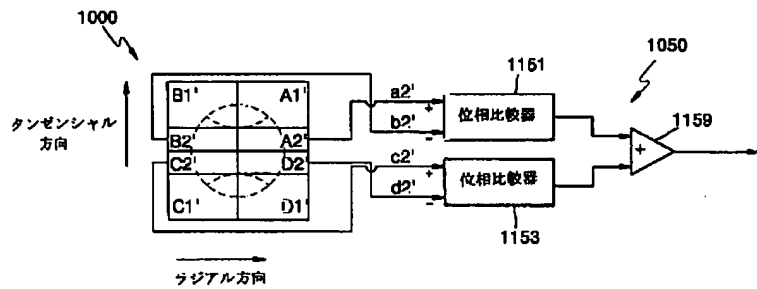 1000
1050
B1' A1'
B2' A2'
C2' D2'
C1' D1'
タンゼンシャル
方向
ラジアル方向
a2'
+
b2'
-
c2'
+
d2'
-
1151
位相比較器
位相比較器
1153
1159
+